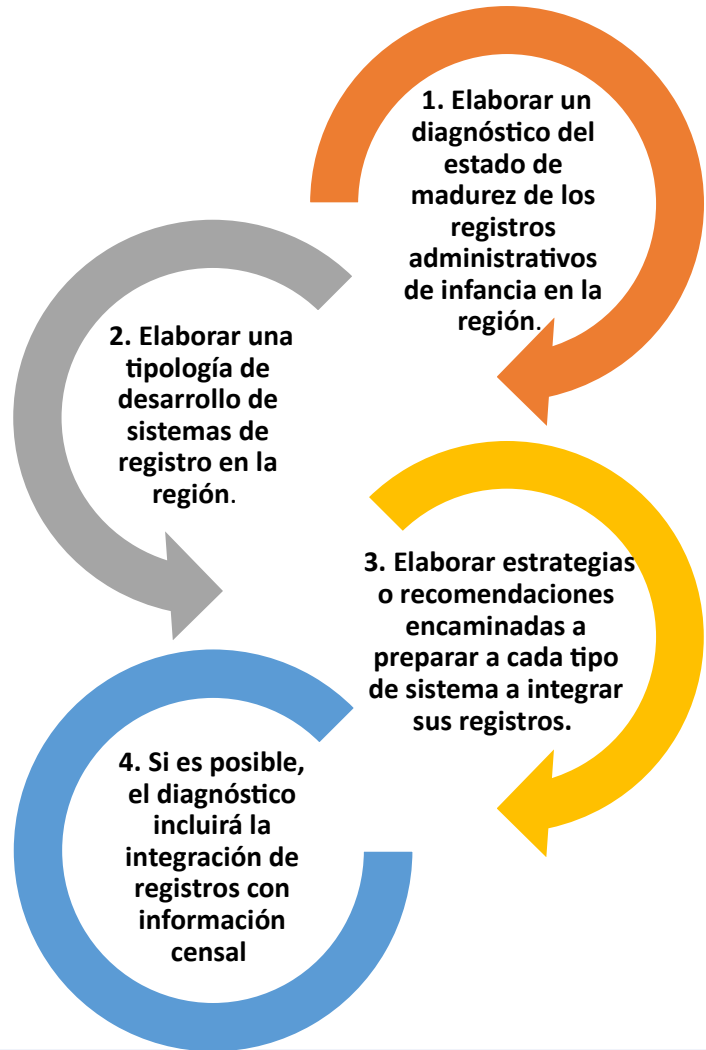 1. Elaborar un
diagnóstico del
estado de
madurez de los
registros
administrativos
de infancia en la
región.
2. Elaborar una
tipología de
desarrollo de
sistemas de
registro en la
región.
3. Elaborar estrategias
o recomendaciones
encaminadas a
preparar a cada tipo
de sistema a integrar
sus registros.
4. Si es posible,
el diagnóstico
incluirá la
integración de
registros con
información
censal